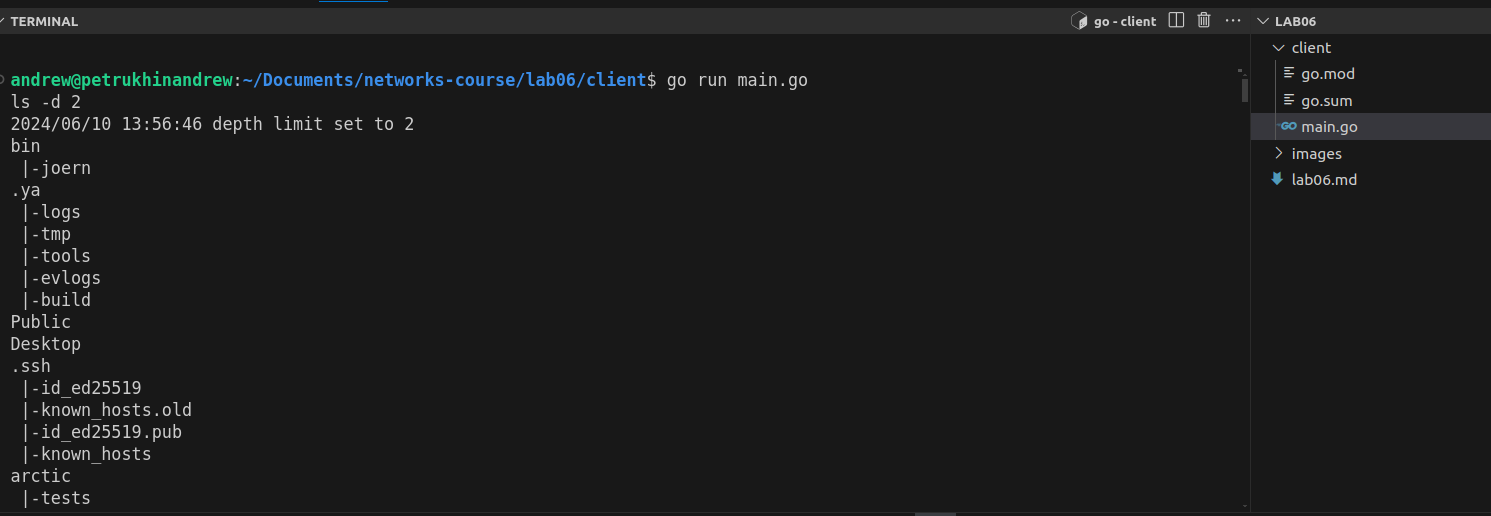 TERMINAL
go - client
LAB06
andrew@petrukhinandrew:~/Documents/networks-course/lab06/client$ go run main.go
ls -d 2
2024/06/10 13:56:46 depth limit set to 2
bin
|-joern
.ya
|-logs
|-tmp
|-tools
|-evlogs
|-build
Public
Desktop
.ssh
|-id_ed25519
|-known_hosts.old
|-id_ed25519.pub
|-known_hosts
arctic
|-tests
client
go.mod
go.sum
GO main.go
images
lab06.md